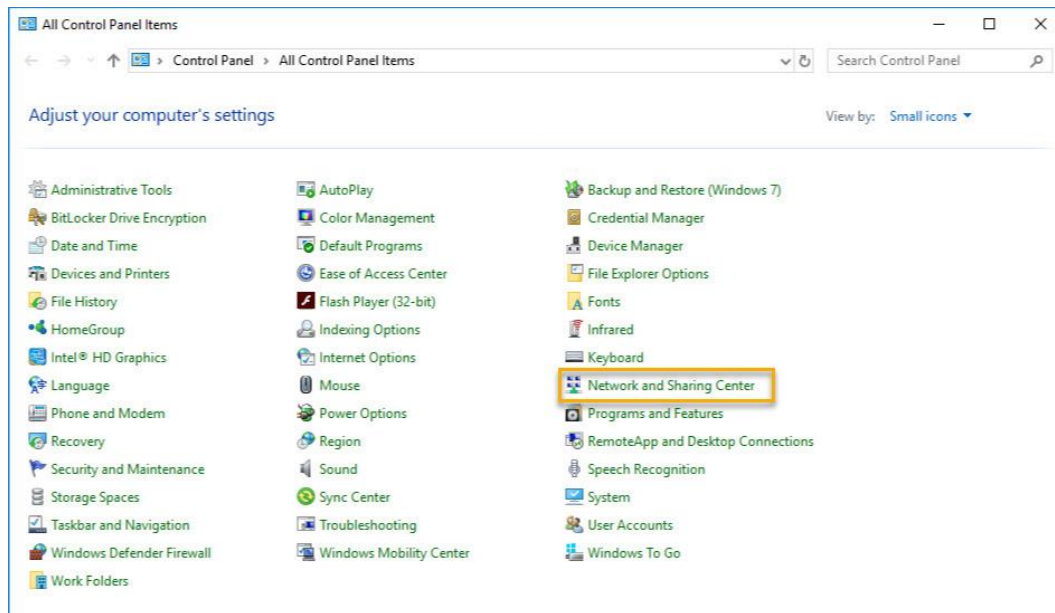 All Control Panel Items
Control Panel > All Control Panel Items
Search Control Panel
Adjust your computer's settings
View by: Small icons
Administrative Tools AutoPlay Backup and Restore (Windows 7)
BitLocker Drive Encryption Color Management Credential Manager
Date and Time Default Programs Device Manager
Devices and Printers Ease of Access Center File Explorer Options
File History Flash Player (32-bit) Fonts
HomeGroup Indexing Options Infrared
Intel® HD Graphics Internet Options Keyboard
Language Mouse Network and Sharing Center
Phone and Modem Power Options Programs and Features
Recovery Region RemoteApp and Desktop Connections
Security and Maintenance Sound Speech Recognition
Storage Spaces Sync Center System
Taskbar and Navigation Troubleshooting User Accounts
Windows Defender Firewall Windows Mobility Center Windows To Go
Work Folders